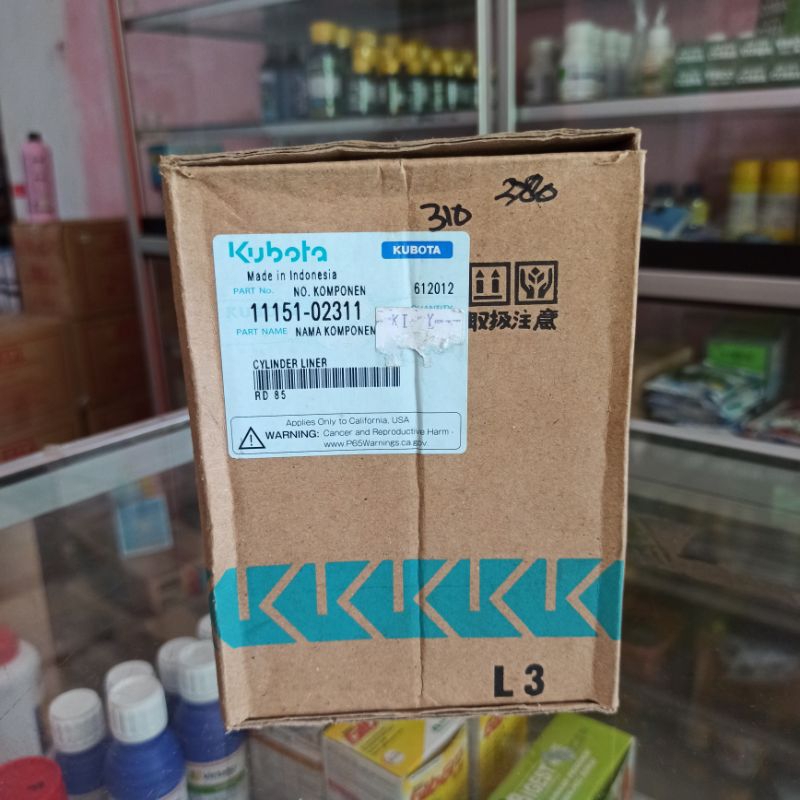 310 280
Kubota KUBOTA
Made in Indonesia
PART No. NO. KOMPONEN 612012
11151-02311
PART NAME NAMA KOMPONEN
CYLINDER LINER
RD 85
Applies Only to California, USA
WARNING: Cancer and Reproductive Harm -
www.P65Warnings.ca.gov
取扱注意
L3